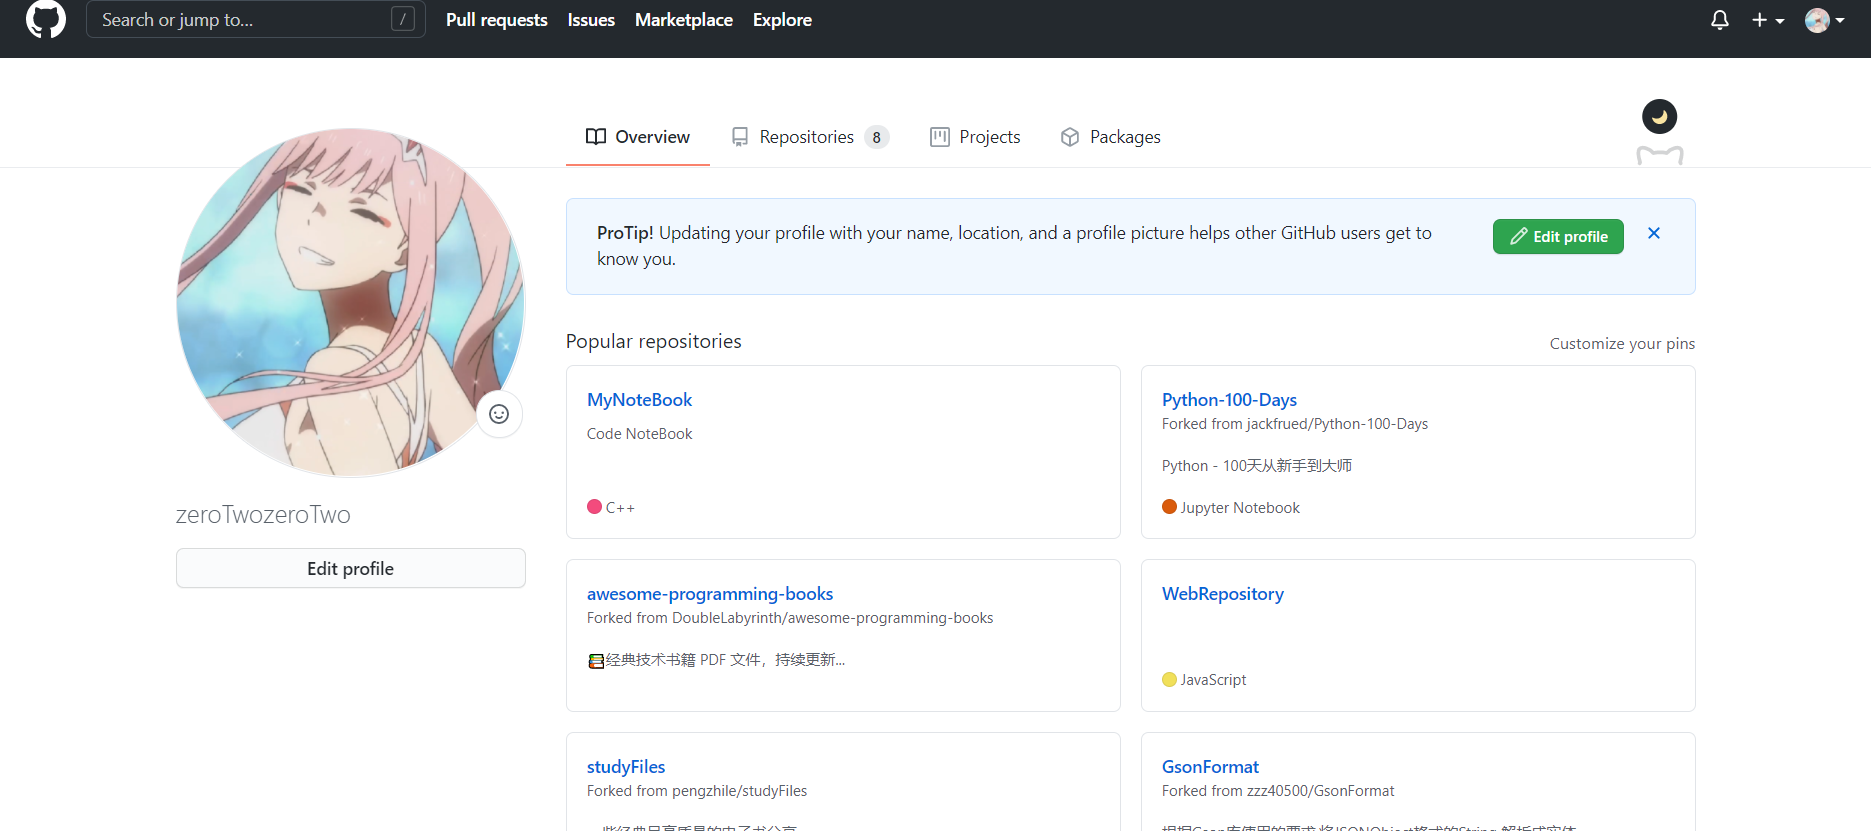 Search or jump to...
/
Pull requests
Issues
Marketplace
Explore
Overview
Repositories 8
Projects
Packages
ProTip! Updating your profile with your name, location, and a profile picture helps other GitHub users get to
know you.
Edit profile
zeroTwozeroTwo
Edit profile
Popular repositories
Customize your pins
MyNoteBook
Code NoteBook
C++
Python-100-Days
Forked from jackfrued/Python-100-Days
Python - 100天从新手到大师
Jupyter Notebook
awesome-programming-books
Forked from DoubleLabyrinth/awesome-programming-books
📚经典技术书籍 PDF 文件，持续更新...
WebRepository
JavaScript
studyFiles
Forked from pengzhile/studyFiles
GsonFormat
Forked from zzz40500/GsonFormat